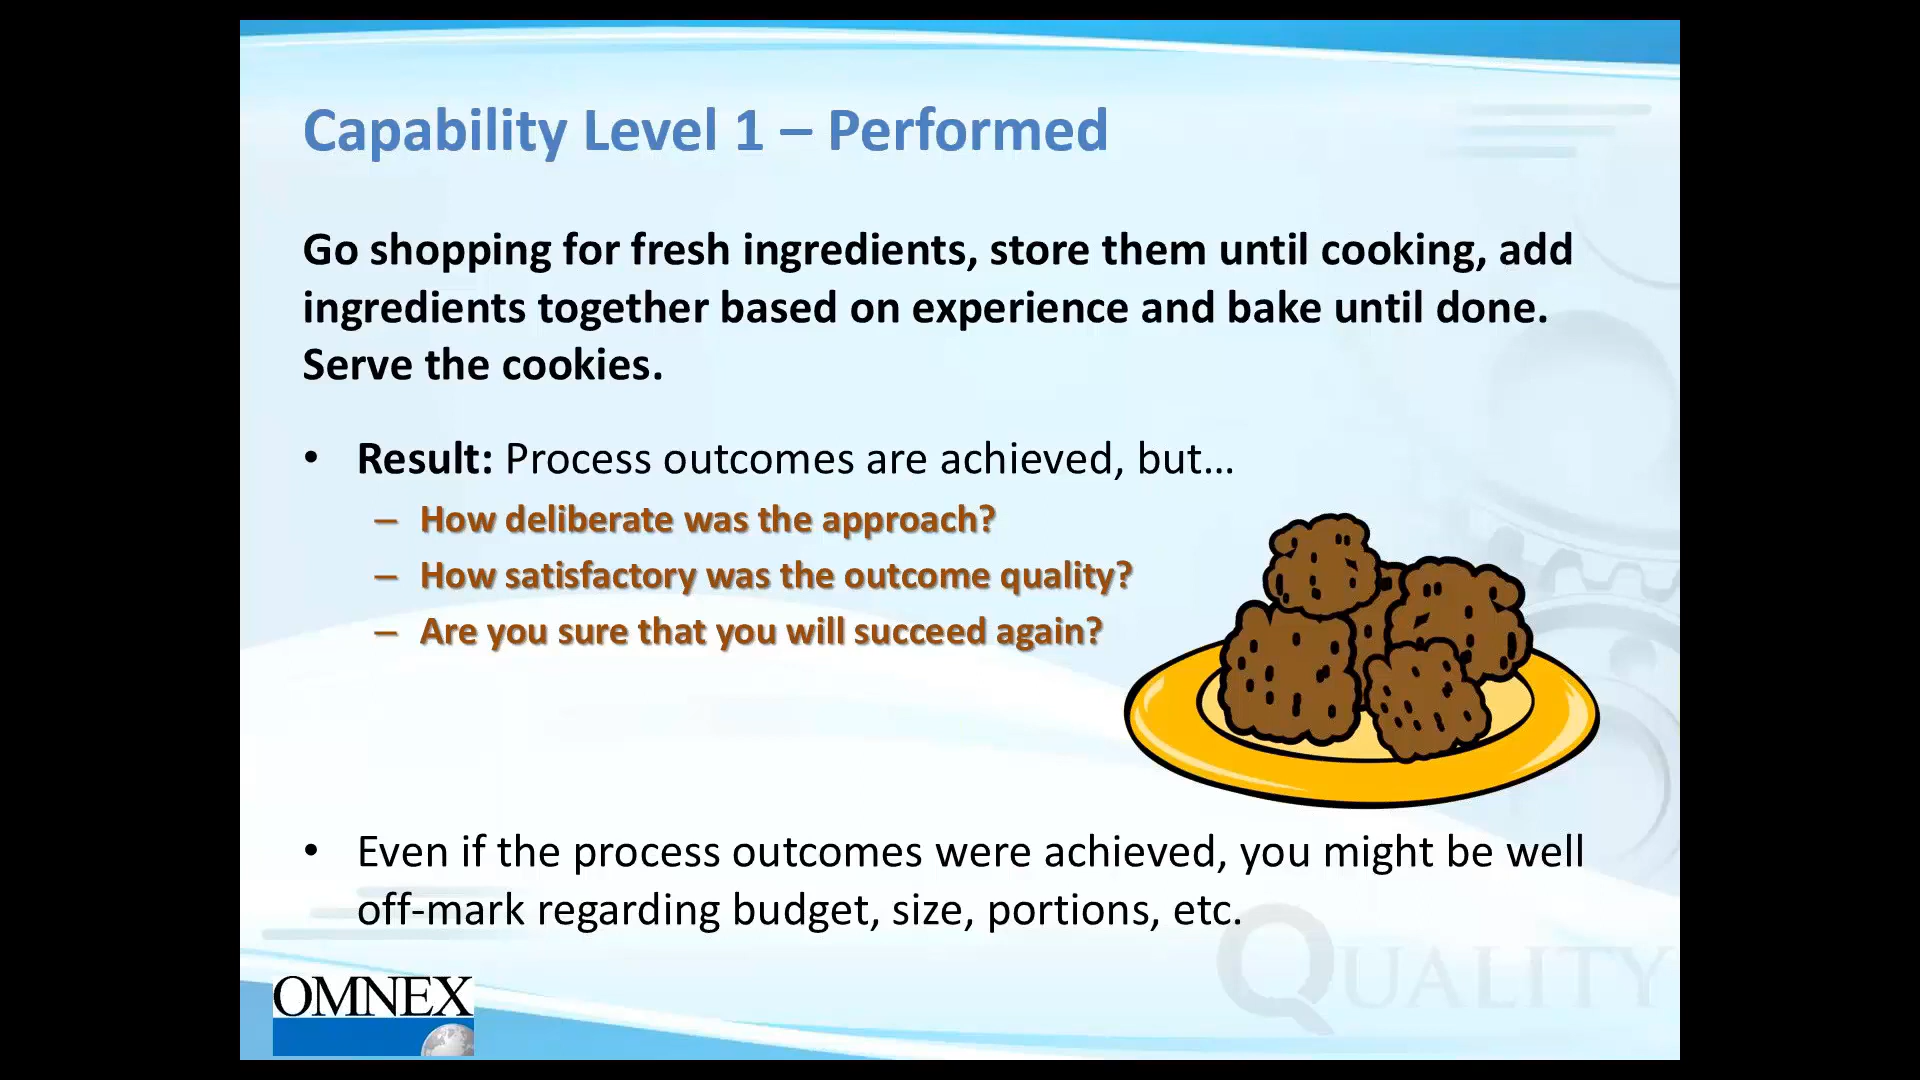 Capability Level 1 – Performed
Go shopping for fresh ingredients, store them until cooking, add
ingredients together based on experience and bake until done.
Serve the cookies.
• Result: Process outcomes are achieved, but…
– How deliberate was the approach?
– How satisfactory was the outcome quality?
– Are you sure that you will succeed again?
• Even if the process outcomes were achieved, you might be well
off-mark regarding budget, size, portions, etc.
QUALITY
OMNEX